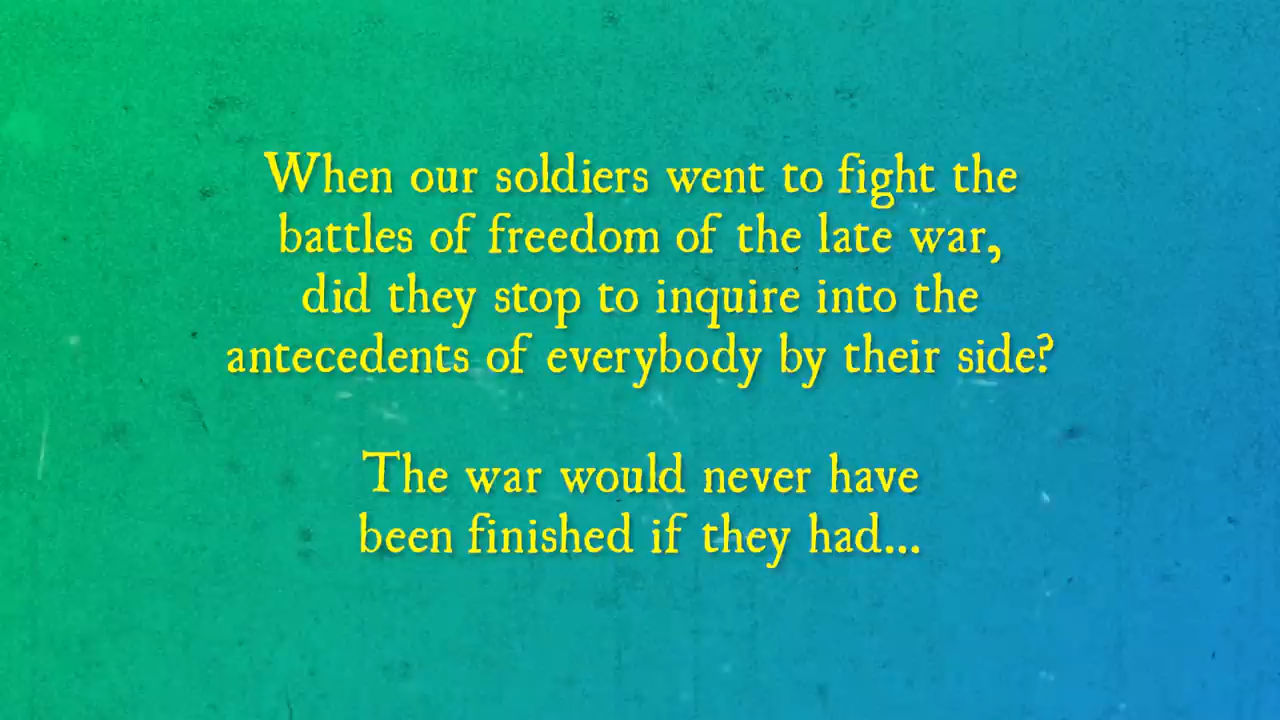 When our soldiers went to fight the
battles of freedom of the late war,
did they stop to inquire into the
antecedents of everybody by their side?
The war would never have
been finished if they had...